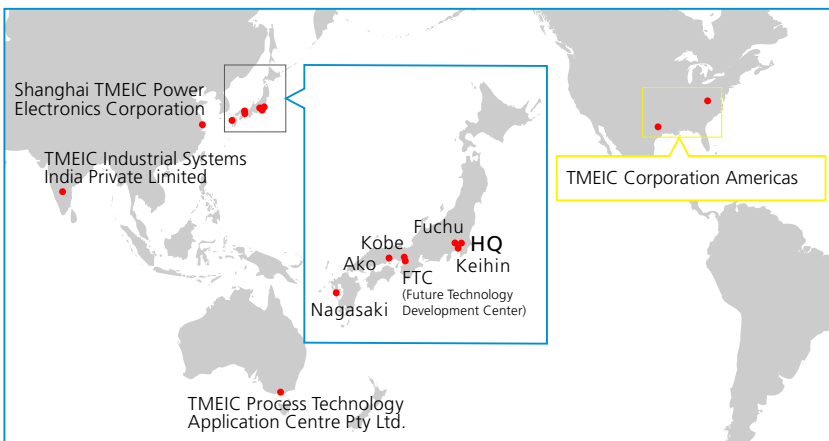 Shanghai TMEIC Power
Electronics Corporation
TMEIC Industrial Systems
India Private Limited
Fuchu
Kobe
HQ
Ako
Keihin
FTC
(Future Technology
Development Center)
Nagasaki
TMEIC Corporation Americas
TMEIC Process Technology
Application Centre Pty Ltd.